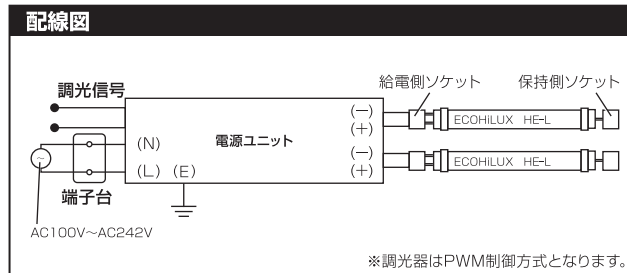 配線図
給電側ソケット
保持側ソケット
調光信号
(−)
(+)
ECOHiLUX HE-L
(N)
電源ユニット
(L)
(E)
(−)
(+)
ECOHiLUX HE-L
端子台
AC100V～AC242V
※調光器はPWM制御方式となります。